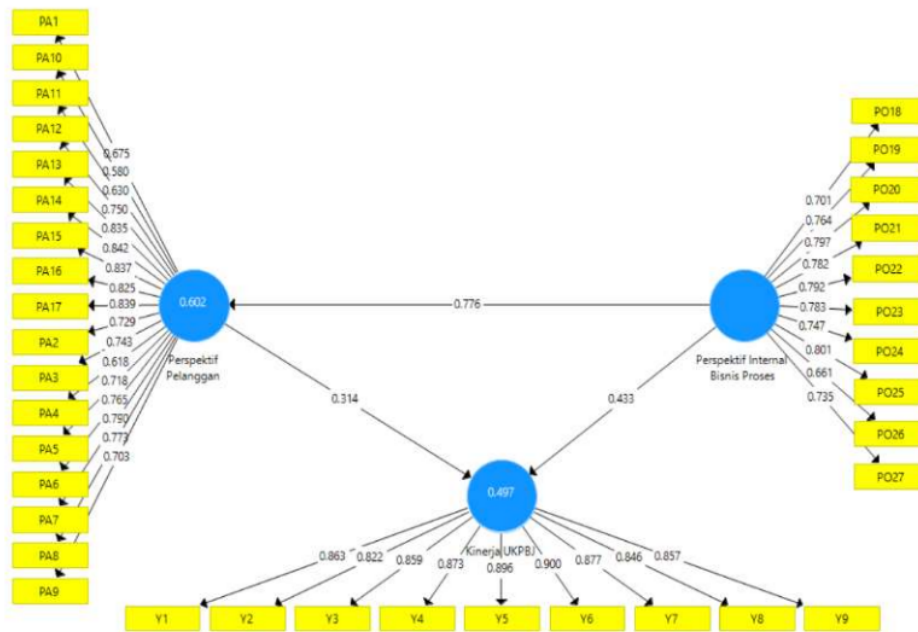 PA1
PA10
PA11
PA12
PA13
PA14
PA15
PA16
PA17
PA2
PA3
PA4
PA5
PA6
PA7
PA8
PA9
0.675
0.580
0.630
0.750
0.835
0.842
0.837
0.825
0.839
0.729
0.743
0.618
0.718
0.765
0.790
0.773
0.703
0.602
Perspektif
Pelanggan
0.776
0.314
0.433
Perspektif Internal
Bisnis Proses
0.701
0.764
0.797
0.782
0.792
0.783
0.747
0.801
0.661
0.735
PO18
PO19
PO20
PO21
PO22
PO23
PO24
PO25
PO26
PO27
0.497
Kinerja UKPBJ
0.863
0.822
0.859
0.873
0.896
0.900
0.877
0.846
0.857
Y1
Y2
Y3
Y4
Y5
Y6
Y7
Y8
Y9